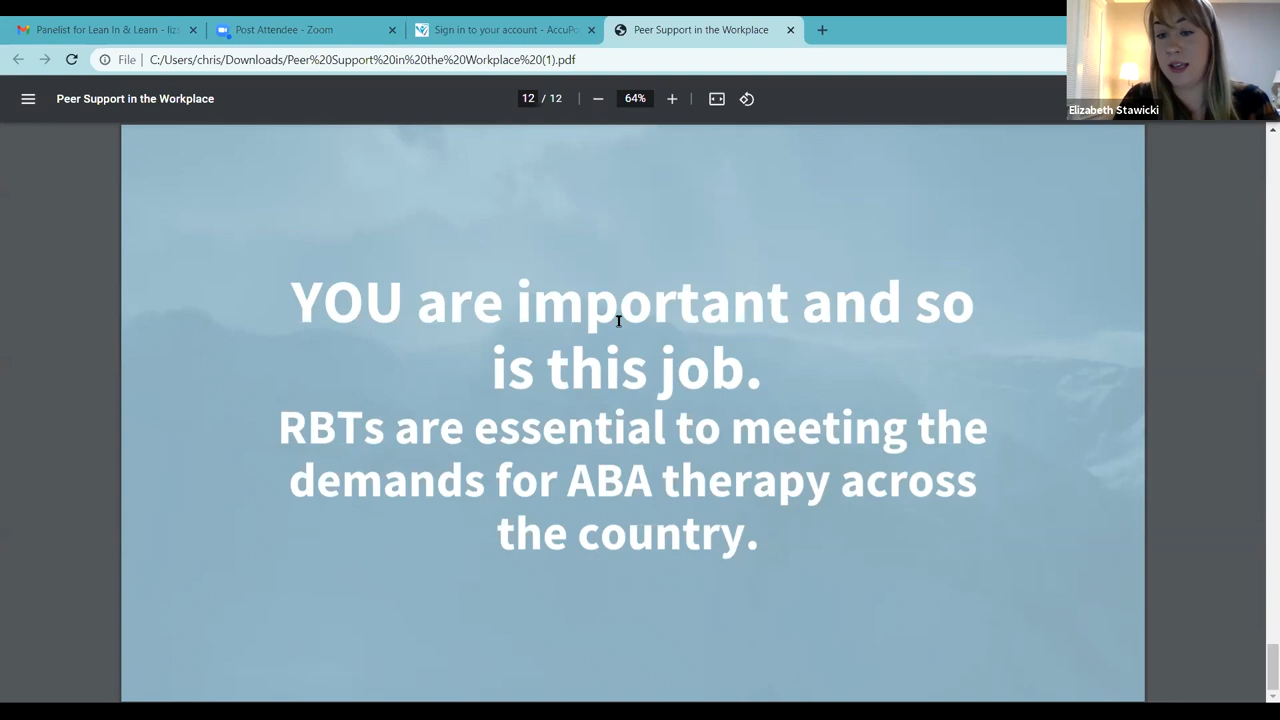 Panelist for Lean In & Learn - liz
Post Attendee - Zoom
Sign in to your account - AccuPo
Peer Support in the Workplace
File
C:/Users/chris/Downloads/Peer%20Support%20in%20the%20Workplace%20(1).pdf
Peer Support in the Workplace
12 / 12
64%
Elizabeth Stawicki
YOU are important and so
is this job.
RBTs are essential to meeting the
demands for ABA therapy across
the country.